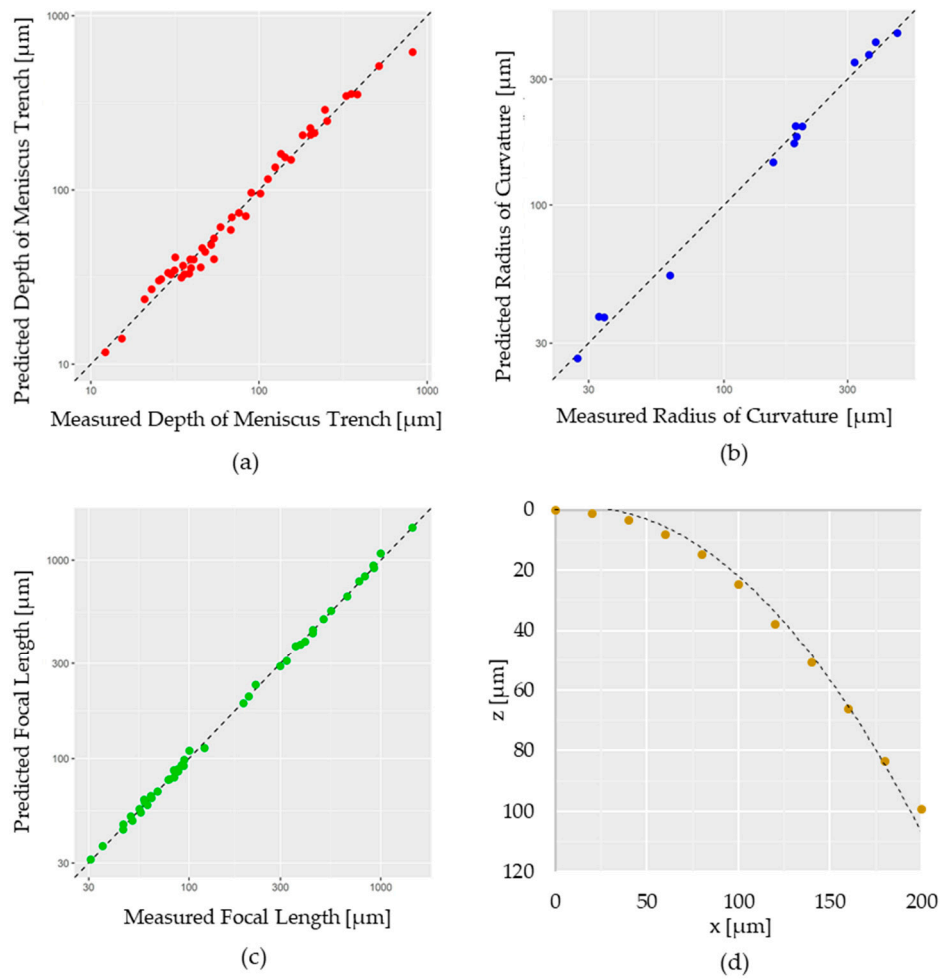 Predicted Depth of Meniscus Trench [μm]
1000
100
10
10
100
1000
Measured Depth of Meniscus Trench [μm]
(a)
Predicted Radius of Curvature [μm]
300
100
30
30
100
300
Measured Radius of Curvature [μm]
(b)
Predicted Focal Length [μm]
1000
300
100
30
30
100
300
1000
Measured Focal Length [μm]
(c)
z [μm]
0
20
40
60
80
100
120
0
50
100
150
200
x [μm]
(d)